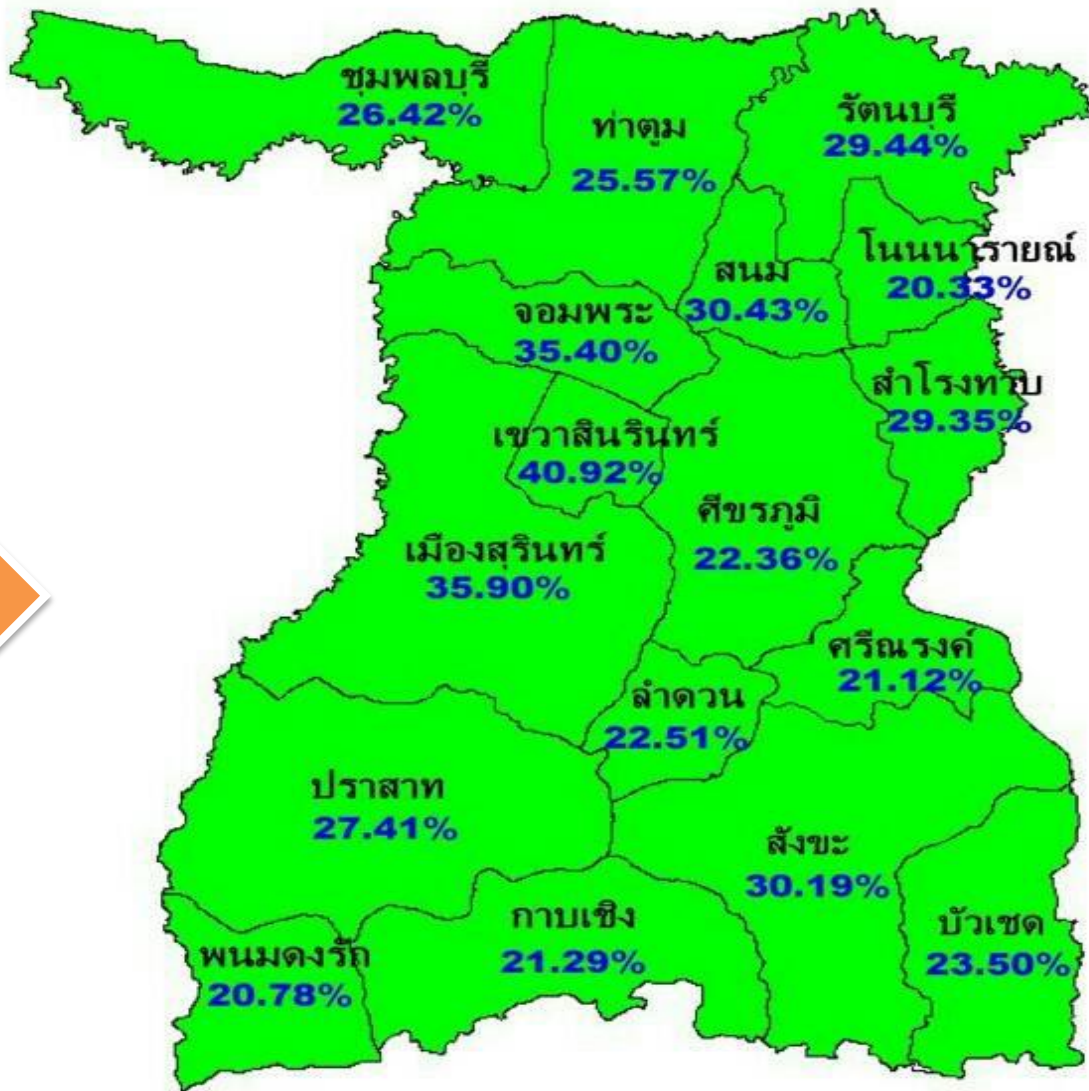 ชุมพลบุรี
26.42%
ท่าตูม
25.57%
รัตนบุรี
29.44%
โนนนารายณ์
20.33%
สนม
30.43%
จอมพระ
35.40%
สำโรงทาบ
29.35%
เขวาสินรินทร์
40.92%
ศีขรภูมิ
22.36%
เมืองสุรินทร์
35.90%
ศรีณรงค์
21.12%
ลำดวน
22.51%
ปราสาท
27.41%
สังขะ
30.19%
กาบเชิง
21.29%
บัวเชด
23.50%
พนมดงรัก
20.78%